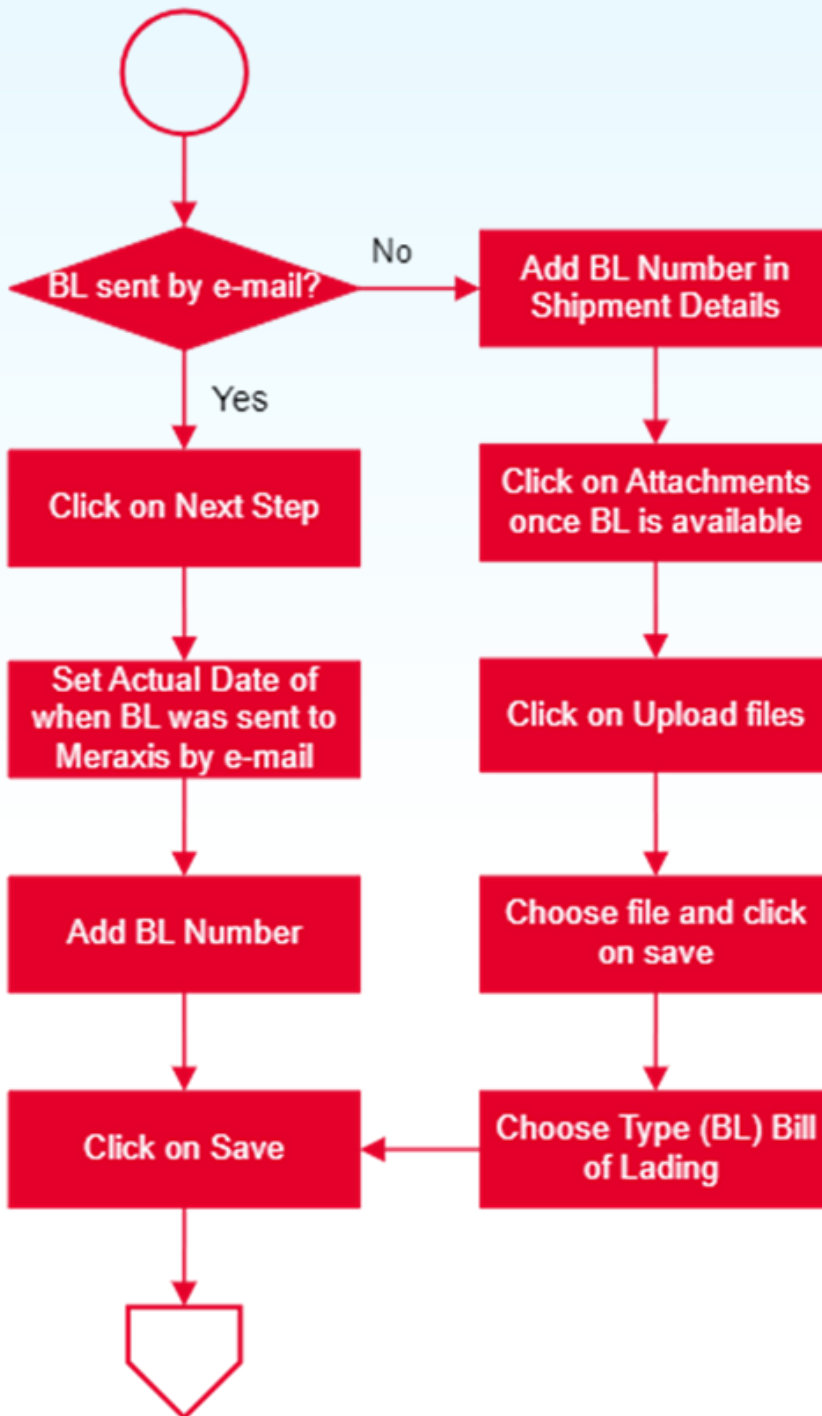 BL sent by e-mail?
No
Add BL Number in
Shipment Details
Yes
Click on Next Step
Click on Attachments
once BL is available
Set Actual Date of
when BL was sent to
Meraxis by e-mail
Click on Upload files
Add BL Number
Choose file and click
on save
Click on Save
Choose Type (BL) Bill
of Lading